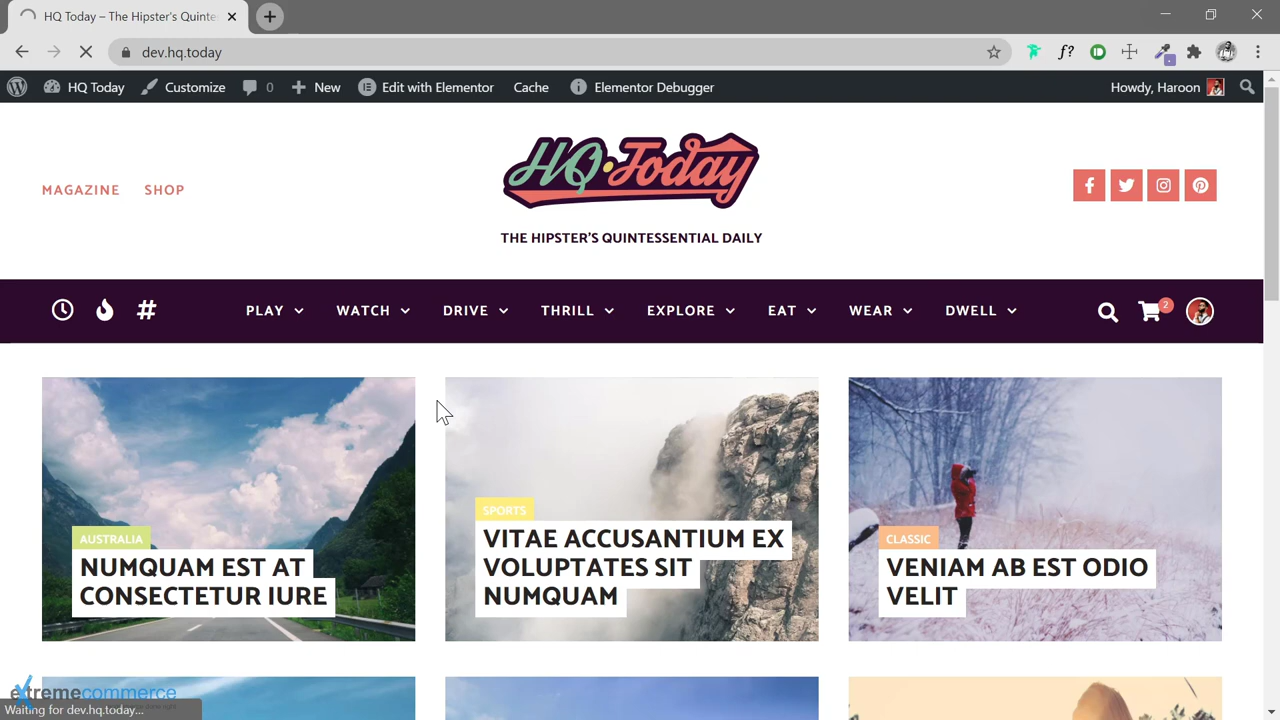 HQ Today – The Hipster's Quinte
dev.hq.today
f?
HQ Today
Customize
0
New
Edit with Elementor
Cache
Elementor Debugger
Howdy, Haroon
MAGAZINE
SHOP
HQ Today
THE HIPSTER'S QUINTESSENTIAL DAILY
PLAY
WATCH
DRIVE
THRILL
EXPLORE
EAT
WEAR
DWELL
2
AUSTRALIA
NUMQUAM EST AT
CONSECTETUR IURE
SPORTS
VITAE ACCUSANTIUM EX
VOLUPTATES SIT
NUMQUAM
CLASSIC
VENIAM AB EST ODIO
VELIT
extremecommerce
Waiting for dev.hq.today...